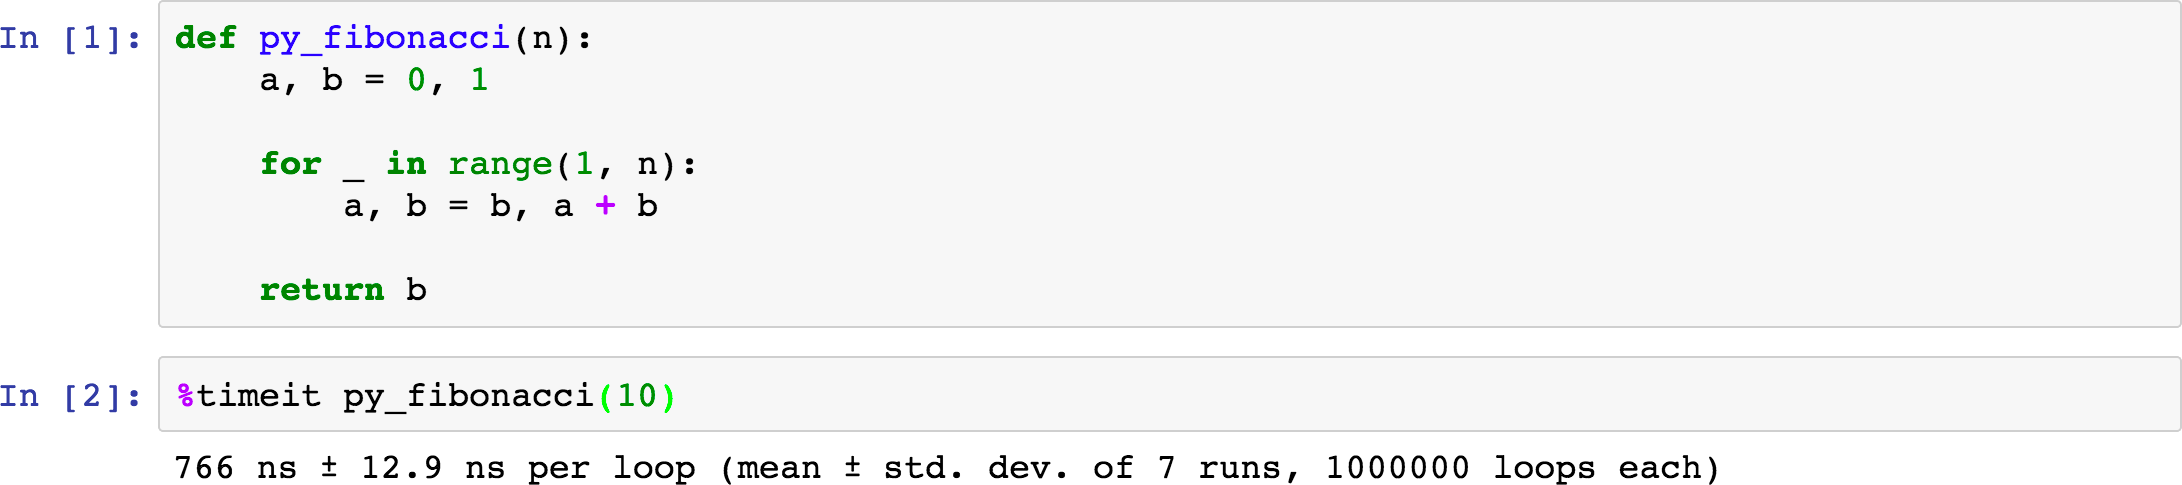 In [1]: def py_fibonacci(n):
    a, b = 0, 1
    for _ in range(1, n):
        a, b = b, a + b
    return b
In [2]: %timeit py_fibonacci(10)
766 ns ± 12.9 ns per loop (mean ± std. dev. of 7 runs, 1000000 loops each)